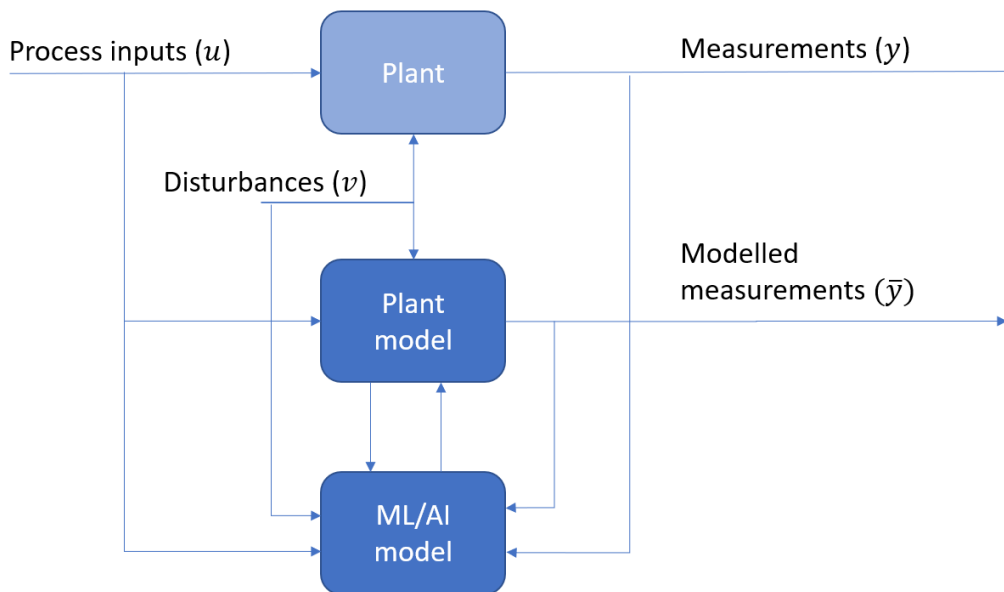 Process inputs (𝑢)
Plant
Measurements (𝑦)
Disturbances (𝑣)
Plant
model
Modelled
measurements (𝑦̅)
ML/AI
model